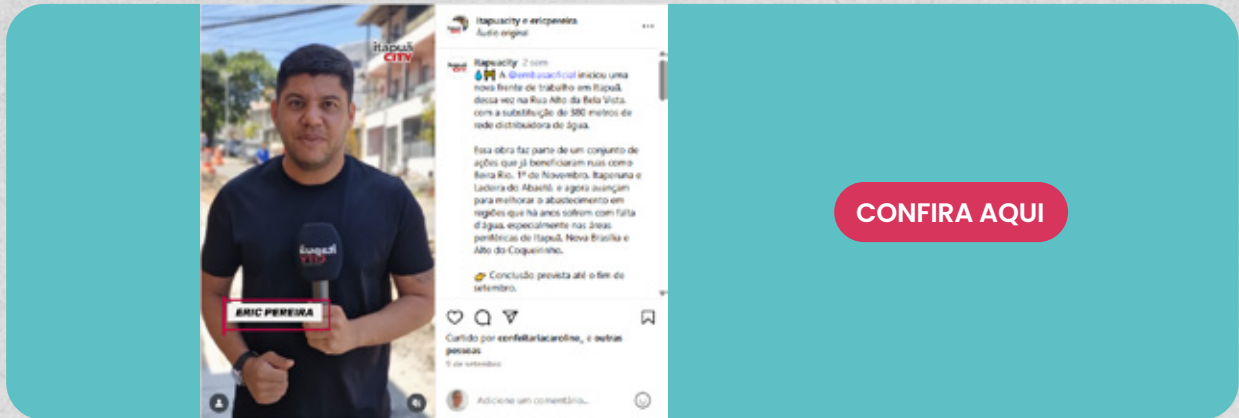 itapuã
CITY
itapuã
CITY
ERIC PEREIRA
itapuacity e ericpereira
Áudio original
itapuacity 2 sem
A @embasaoficial iniciou uma
nova frente de trabalho em Itapuã,
dessa vez na Rua Alto da Bela Vista,
com a substituição de 380 metros de
rede distribuidora de água.
Essa obra faz parte de um conjunto de
ações que já beneficiaram ruas como
Beira Rio, 1º de Novembro, Itaperuna e
Ladeira do Abaeté, e agora avançam
para melhorar o abastecimento em
regiões que há anos sofrem com falta
d'água, especialmente nas áreas
periféricas de Itapuã, Nova Brasília e
Alto do Coqueirinho.
Conclusão prevista até o fim de
setembro.
Curtido por confeitariacaroline_ e outras
pessoas
9 de setembro
Adicione um comentário...
CONFIRA AQUI